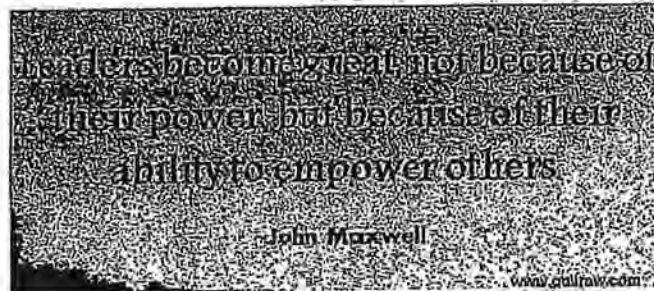 Leaders become great, not because of
their power but because of their
ability to empower others
John Maxwell